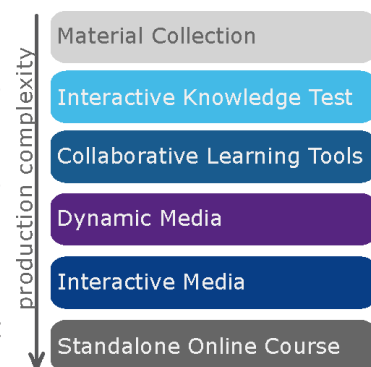 production complexity
Material Collection
Interactive Knowledge Test
Collaborative Learning Tools
Dynamic Media
Interactive Media
Standalone Online Course